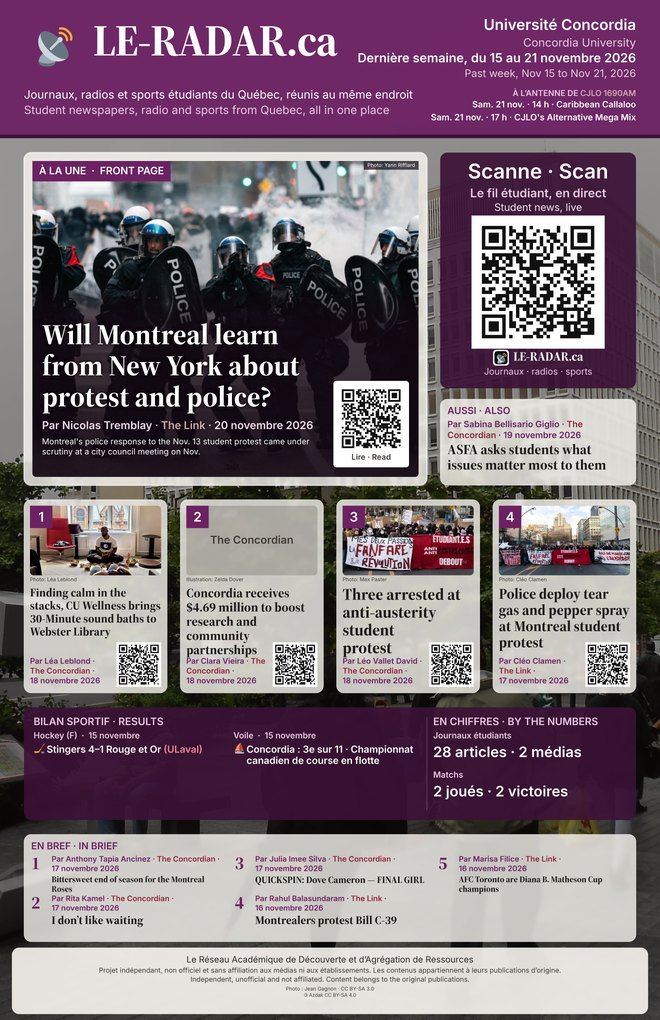 LE-RADAR.ca
Journaux, radios et sports étudiants du Québec, réunis au même endroit
Student newspapers, radio and sports from Quebec, all in one place
Université Concordia
Concordia University
Dernière semaine, du 15 au 21 novembre 2026
Past week, Nov 15 to Nov 21, 2026
À L'ANTENNE DE CJLO 1690AM
Sam. 21 nov. · 14 h · Caribbean Callaloo
Sam. 21 nov. · 17 h · CJLO's Alternative Mega Mix
À LA UNE · FRONT PAGE
Photo: Yann Rifflard
POLICE
POLICE
POLICE
POLICE
Will Montreal learn
from New York about
protest and police?
Par Nicolas Tremblay · The Link · 20 novembre 2026
Montreal's police response to the Nov. 13 student protest came under
scrutiny at a city council meeting on Nov.
Lire · Read
Scanne · Scan
Le fil étudiant, en direct
Student news, live
LE-RADAR.ca
Journaux · radios · sports
AUSSI · ALSO
Par Sabina Bellisario Giglio · The
Concordian · 19 novembre 2026
ASFA asks students what
issues matter most to them
1
Photo: Léa Leblond
Finding calm in the
stacks, CU Wellness brings
30-Minute sound baths to
Webster Library
Par Léa Leblond ·
The Concordian ·
18 novembre 2026
2
The Concordian
Illustration: Zelda Dover
Concordia receives
$4.69 million to boost
research and
community
partnerships
Par Clara Vieira · The
Concordian ·
18 novembre 2026
3
MES DEUX PASSIONS
FANFARE
REVOLUTION
ÉTUDIANT.E.S
DEBOUT
Photo: Max Paster
Three arrested at
anti-austerity
student
protest
Par Léo Vallet David ·
The Concordian ·
18 novembre 2026
4
Photo: Cléo Clamen
Police deploy tear
gas and pepper spray
at Montreal student
protest
Par Cléo Clamen ·
The Link ·
17 novembre 2026
BILAN SPORTIF · RESULTS
Hockey (F) · 15 novembre
Stingers 4–1 Rouge et Or (ULaval)
Voile · 15 novembre
Concordia : 3e sur 11 · Championnat
canadien de course en flotte
EN CHIFFRES · BY THE NUMBERS
Journaux étudiants
28 articles · 2 médias
Matchs
2 joués · 2 victoires
EN BREF · IN BRIEF
1
Par Anthony Tapia Ancinez · The Concordian ·
17 novembre 2026
Bittersweet end of season for the Montreal
Roses
2
Par Rita Kamel · The Concordian ·
17 novembre 2026
I don't like waiting
3
Par Julia Imee Silva · The Concordian ·
17 novembre 2026
QUICKSPIN: Dove Cameron — FINAL GIRL
4
Par Rahul Balasundaram · The Link ·
16 novembre 2026
Montrealers protest Bill C-39
5
Par Marisa Filice · The Link ·
16 novembre 2026
AFC Toronto are Diana B. Matheson Cup
champions
Le Réseau Académique de Découverte et d'Agrégation de Ressources
Projet indépendant, non officiel et sans affiliation aux médias ni aux établissements. Les contenus appartiennent à leurs publications d'origine.
Independent, unofficial and not affiliated. Content belongs to the original publications.
Photo : Jean Gagnon · CC BY-SA 3.0
© Azdak CC BY-SA 4.0